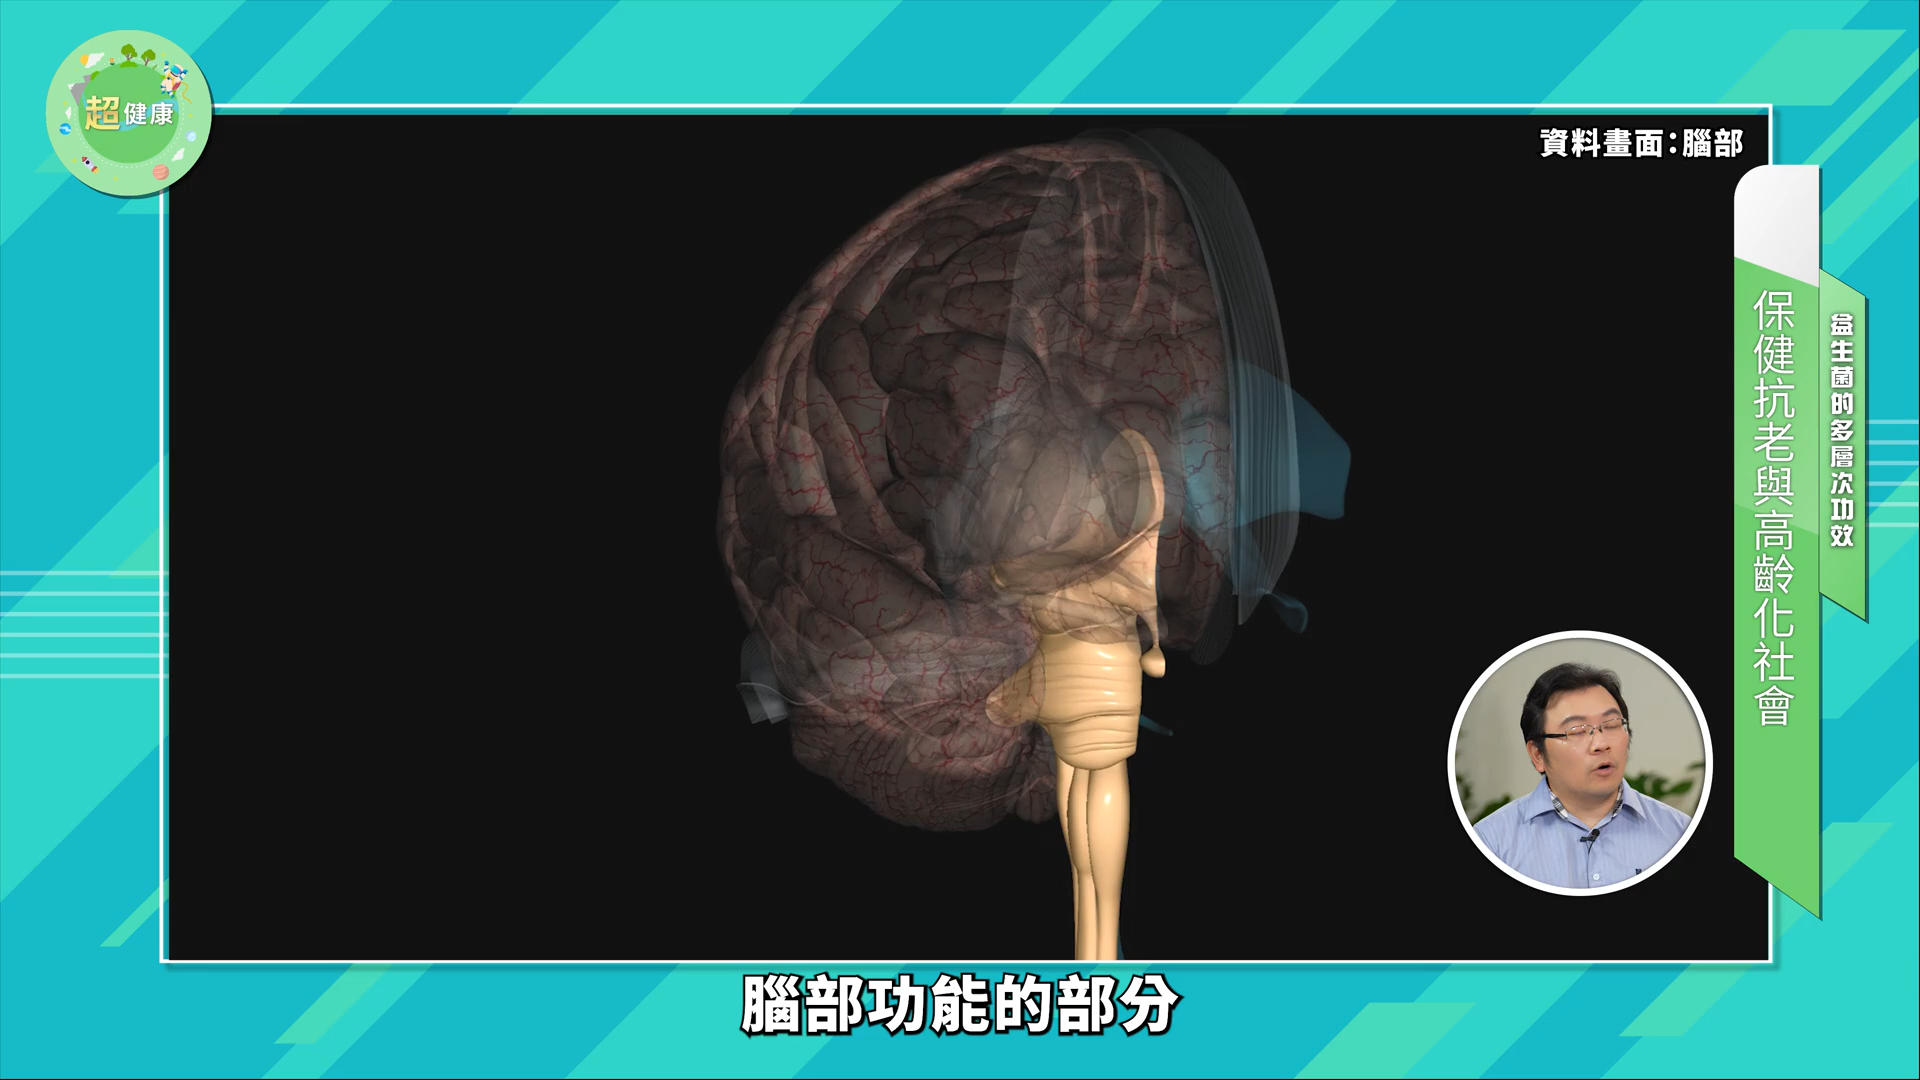 超健康
資料畫面：腦部
益生菌的多層次功效
保健抗老與高齡化社會
腦部功能的部分